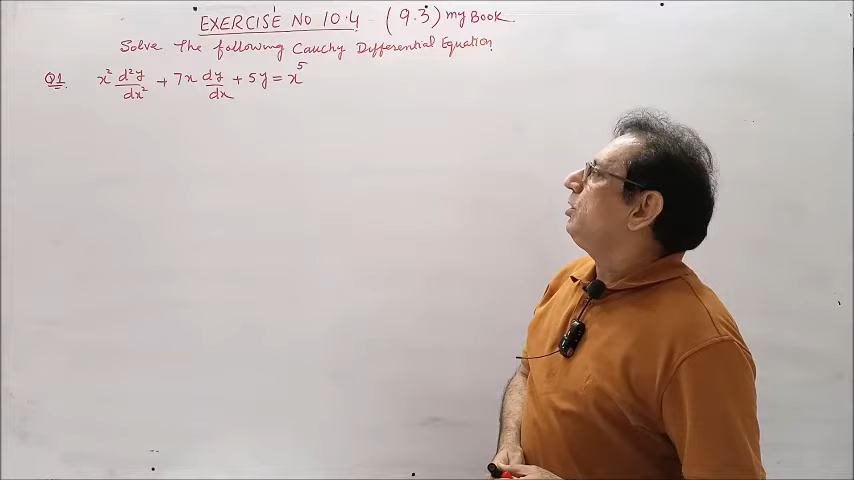 EXERCISE No 10.4 - (9.3) my Book
Solve The following Cauchy Differential Equation
Q1. x² d²y/dx² + 7x dy/dx + 5y = x⁵